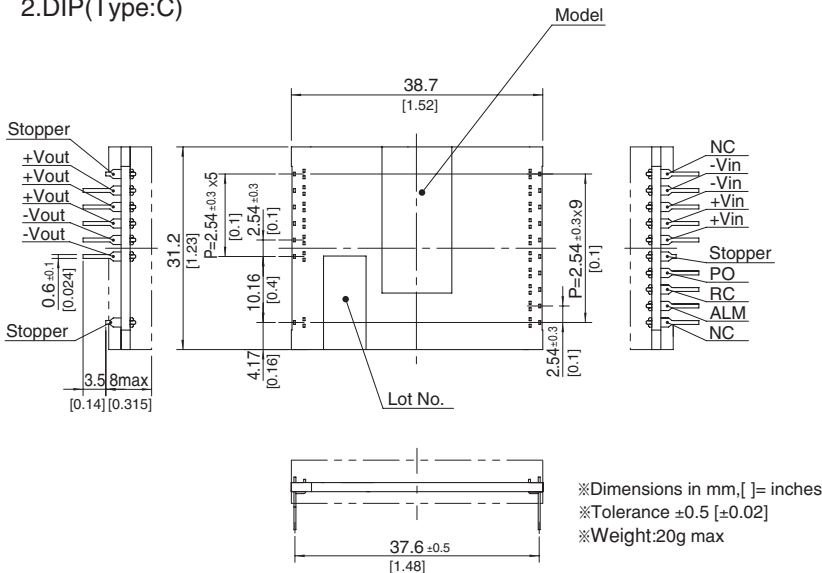 2.DIP(Type:C)
Model
38.7
[1.52]
Stopper
+Vout
+Vout
+Vout
-Vout
-Vout
0.6±0.1
[0.024]
Stopper
3.5
8max
[0.14]
[0.315]
31.2
[1.23]
P=2.54±0.3 x5
[0.1]
2.54±0.3
[0.1]
10.16
[0.4]
4.17
[0.16]
Lot No.
P=2.54±0.3x9
[0.1]
2.54±0.3
[0.1]
NC
-Vin
-Vin
+Vin
+Vin
Stopper
PO
RC
ALM
NC
37.6 ±0.5
[1.48]
※Dimensions in mm,[ ]= inches
※Tolerance ±0.5 [±0.02]
※Weight:20g max